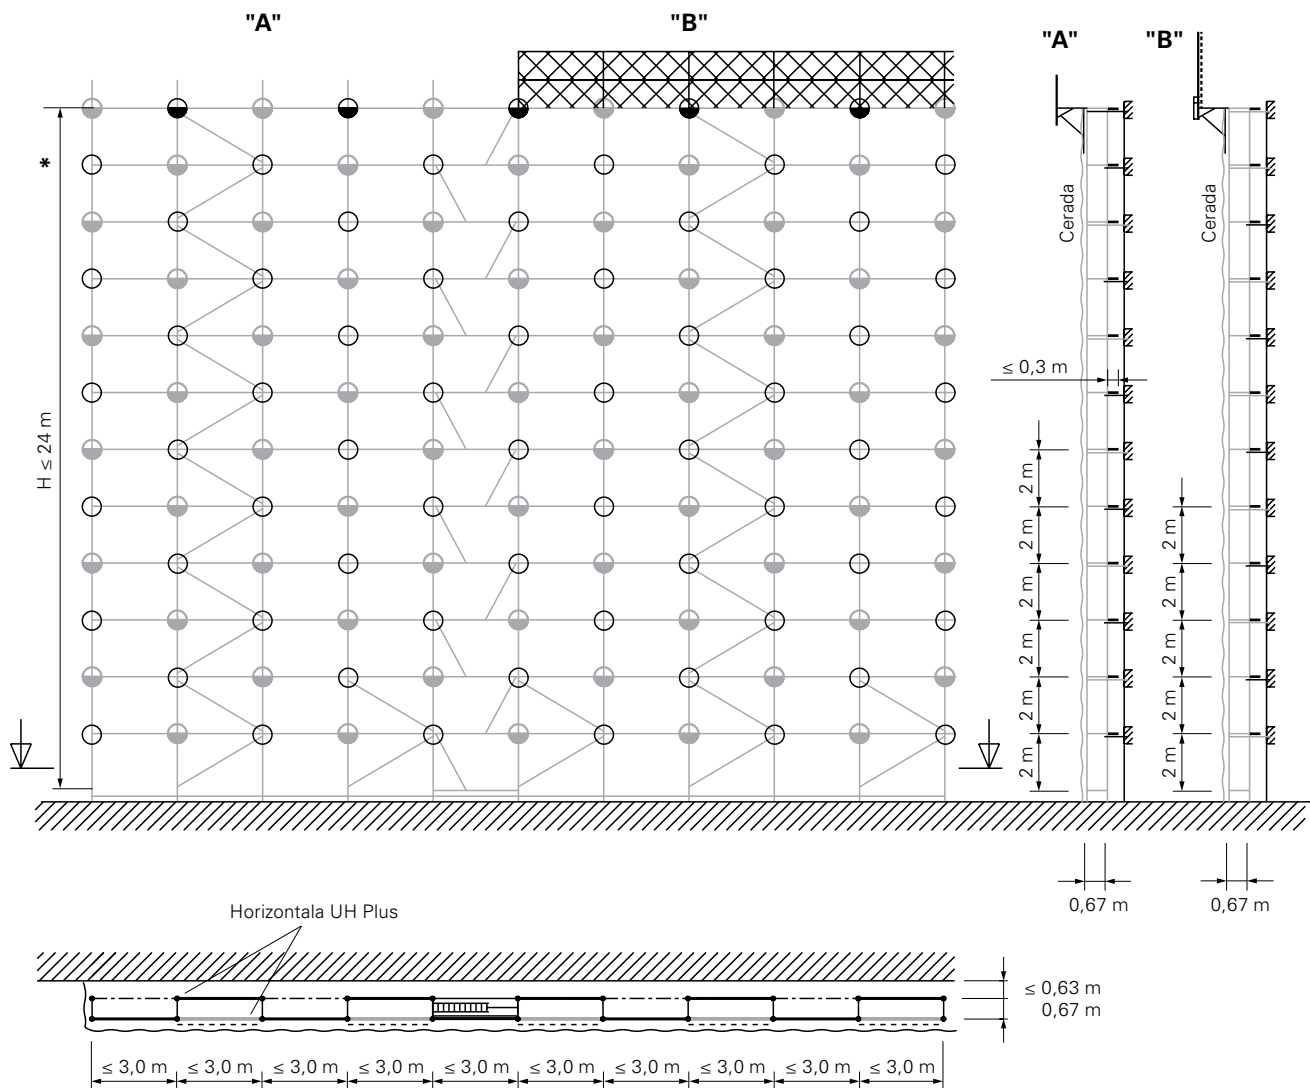 "A"
"B"
"A"
"B"
*
Cerada
Cerada
≤ 0,3 m
H ≤ 24 m
2 m
2 m
2 m
2 m
2 m
2 m
2 m
2 m
2 m
2 m
2 m
0,67 m
0,67 m
Horizontala UH Plus
≤ 0,63 m
0,67 m
≤ 3,0 m
≤ 3,0 m
≤ 3,0 m
≤ 3,0 m
≤ 3,0 m
≤ 3,0 m
≤ 3,0 m
≤ 3,0 m
≤ 3,0 m
≤ 3,0 m